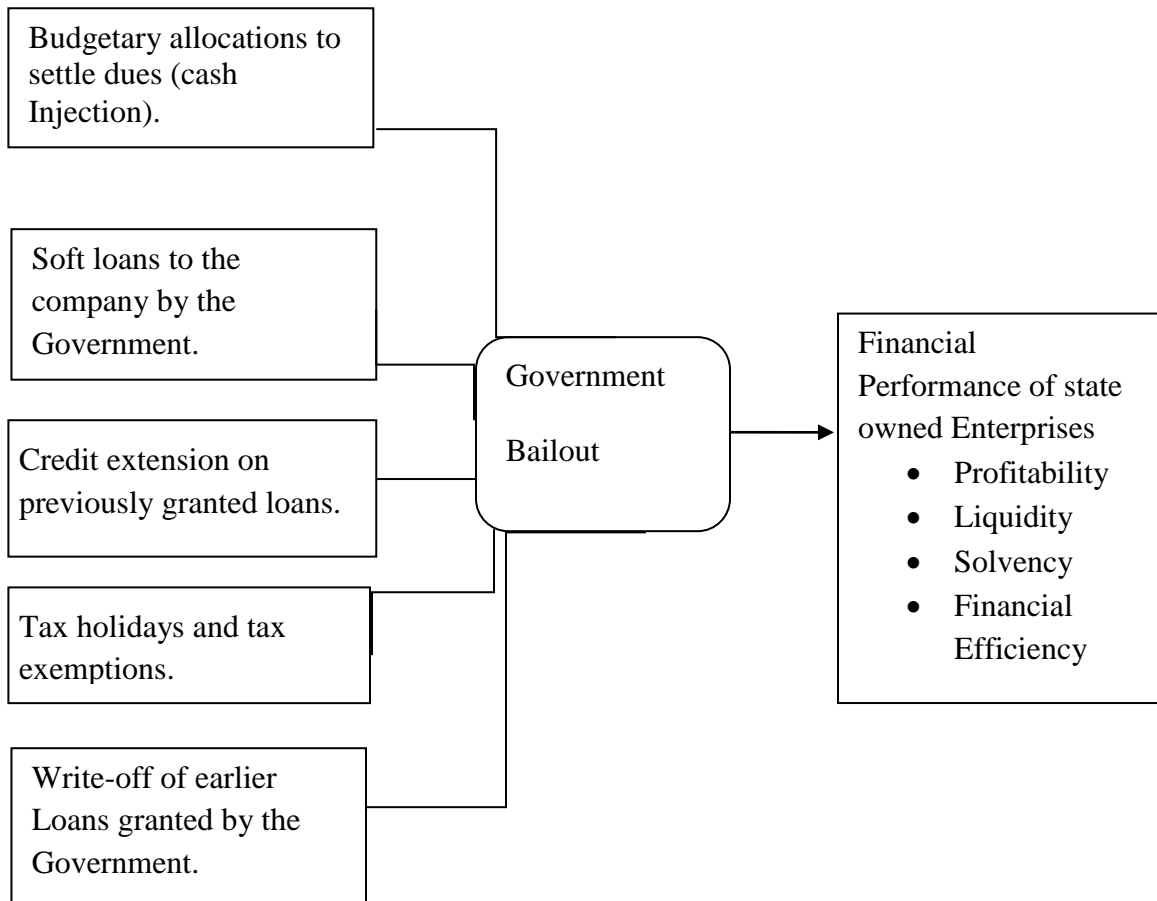 Budgetary allocations to
settle dues (cash
Injection).
Soft loans to the
company by the
Government.
Credit extension on
previously granted loans.
Tax holidays and tax
exemptions.
Write-off of earlier
Loans granted by the
Government.
Government
Bailout
Financial
Performance of state
owned Enterprises
• Profitability
• Liquidity
• Solvency
• Financial
Efficiency